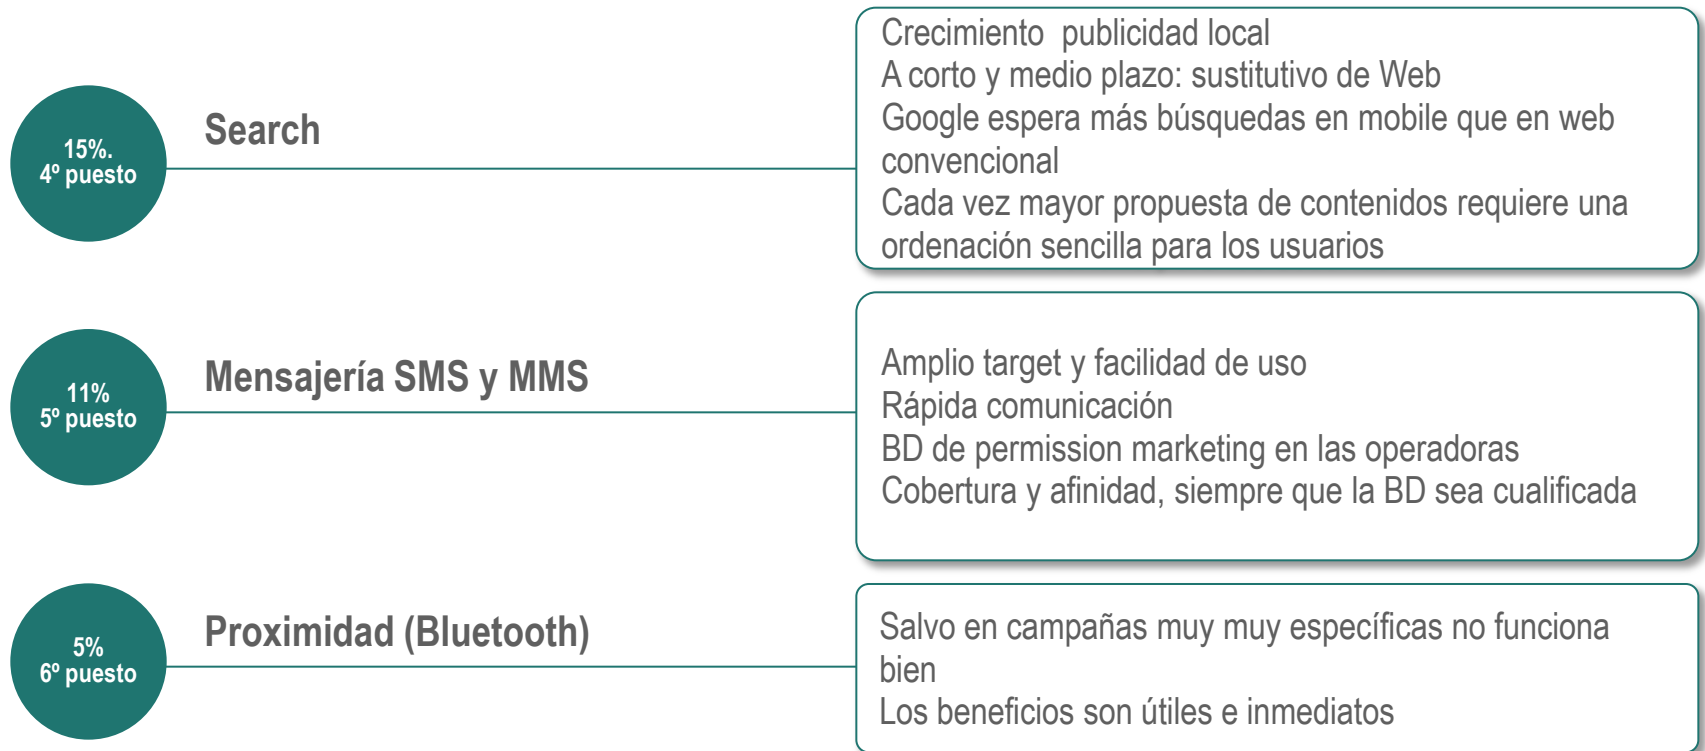 15%.
4º puesto
Search
Crecimiento  publicidad local
A corto y medio plazo: sustitutivo de Web
Google espera más búsquedas en mobile que en web
convencional
Cada vez mayor propuesta de contenidos requiere una
ordenación sencilla para los usuarios
11%
5º puesto
Mensajería SMS y MMS
Amplio target y facilidad de uso
Rápida comunicación
BD de permission marketing en las operadoras
Cobertura y afinidad, siempre que la BD sea cualificada
5%
6º puesto
Proximidad (Bluetooth)
Salvo en campañas muy muy específicas no funciona
bien
Los beneficios son útiles e inmediatos